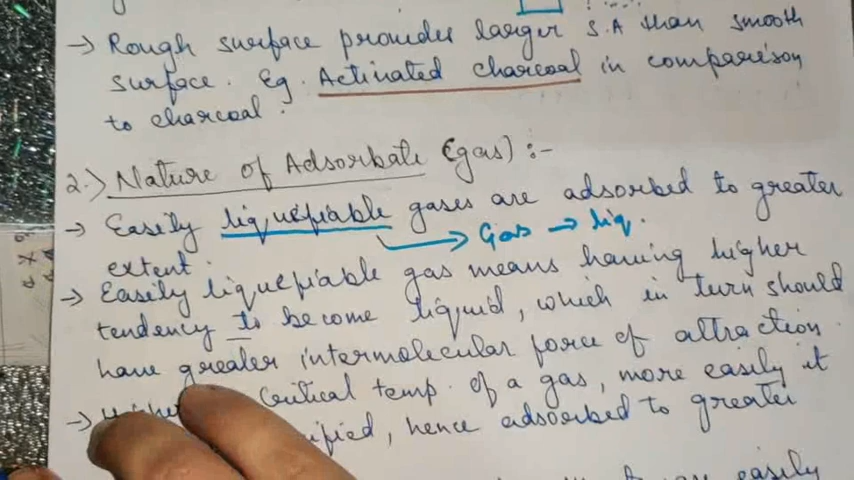 → Rough surface provides larger S.A than smooth
surface. Eg. Activated charcoal in comparison
to charcoal.
2.) Nature of Adsorbate (gas) :-
→ Easily liquefiable gases are adsorbed to greater
extent.
Gas → liq.
→ Easily liquefiable gas means having higher
tendency to become liquid, which in turn should
have greater intermolecular force of attraction.
→ critical temp. of a gas, more easily it
hence adsorbed to greater
easily